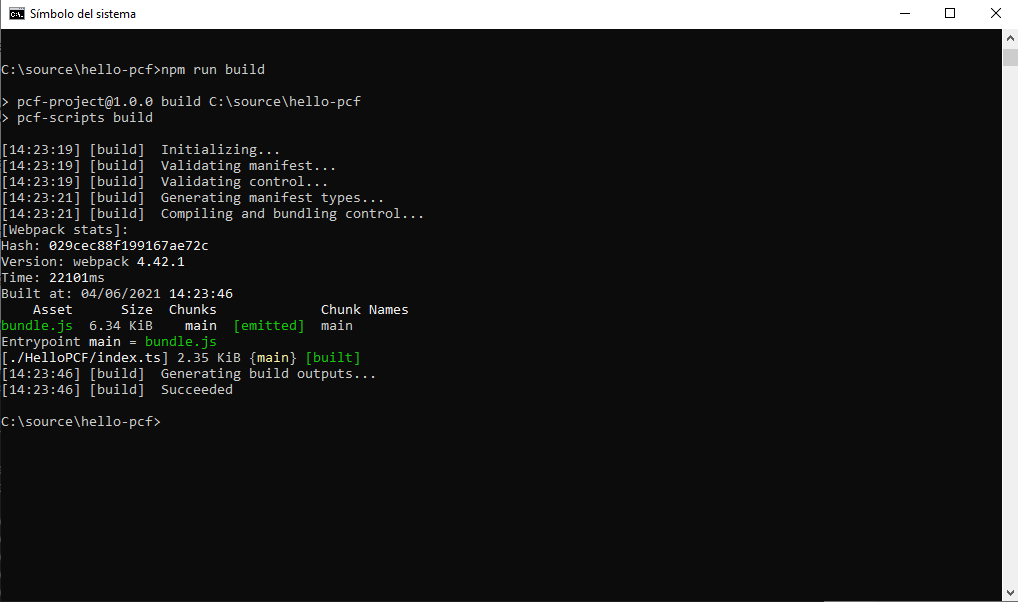 Símbolo del sistema
C:\source\hello-pcf>npm run build
> pcf-project@1.0.0 build C:\source\hello-pcf
> pcf-scripts build
[14:23:19] [build]  Initializing...
[14:23:19] [build]  Validating manifest...
[14:23:19] [build]  Validating control...
[14:23:21] [build]  Generating manifest types...
[14:23:21] [build]  Compiling and bundling control...
[Webpack stats]:
Hash: 029cec88f199167ae72c
Version: webpack 4.42.1
Time: 22101ms
Built at: 04/06/2021 14:23:46
    Asset      Size  Chunks             Chunk Names
bundle.js  6.34 KiB    main  [emitted]  main
Entrypoint main = bundle.js
[./HelloPCF/index.ts] 2.35 KiB {main} [built]
[14:23:46] [build]  Generating build outputs...
[14:23:46] [build]  Succeeded
C:\source\hello-pcf>